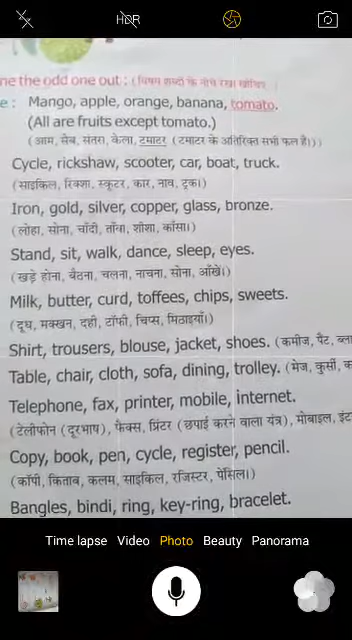 HDR
ne the odd one out : (विषम शब्दों के नीचे रेखा खींचिए
e : Mango, apple, orange, banana, tomato.
(All are fruits except tomato.)
(आम, सेब, संतरा, केला, टमाटर (टमाटर के अतिरिक्त सभी फल हैं।))
Cycle, rickshaw, scooter, car, boat, truck.
(साइकिल, रिक्शा, स्कूटर, कार, नाव, ट्रक।)
Iron, gold, silver, copper, glass, bronze.
(लोहा, सोना, चाँदी, ताँबा, शीशा, काँसा।)
Stand, sit, walk, dance, sleep, eyes.
(खड़े होना, बैठना, चलना, नाचना, सोना, आँखें।)
Milk, butter, curd, toffees, chips, sweets.
(दूध, मक्खन, दही, टॉफी, चिप्स, मिठाइयाँ।)
Shirt, trousers, blouse, jacket, shoes. (कमीज, पैंट, ब्ला
Table, chair, cloth, sofa, dining, trolley. (मेज, कुर्सी, क
Telephone, fax, printer, mobile, internet.
(टेलीफोन (दूरभाष), फैक्स, प्रिंटर (छपाई करने वाला यंत्र), मोबाइल, इंट
Copy, book, pen, cycle, register, pencil.
(कॉपी, किताब, कलम, साइकिल, रजिस्टर, पेंसिल।)
Bangles, bindi, ring, key-ring, bracelet.
Time lapse Video Photo Beauty Panorama